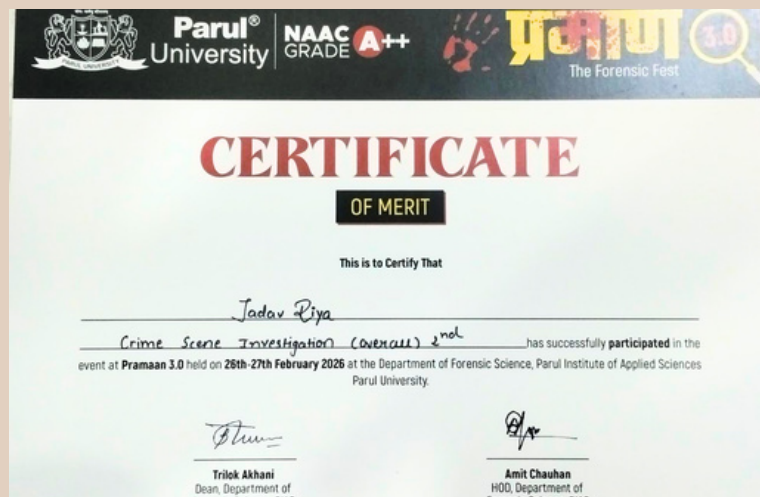 Parul®
University
NAAC
GRADE A++
प्रमाण 3.0
The Forensic Fest
PARUL UNIVERSITY
CERTIFICATE
OF MERIT
This is to Certify That
Jadav Riya
Crime Scene Investigation (overall) 2nd has successfully participated in the
event at Pramaan 3.0 held on 26th-27th February 2026 at the Department of Forensic Science, Parul Institute of Applied Sciences
Parul University.
Trilok Akhani
Dean, Department of
Amit Chauhan
HOD, Department of